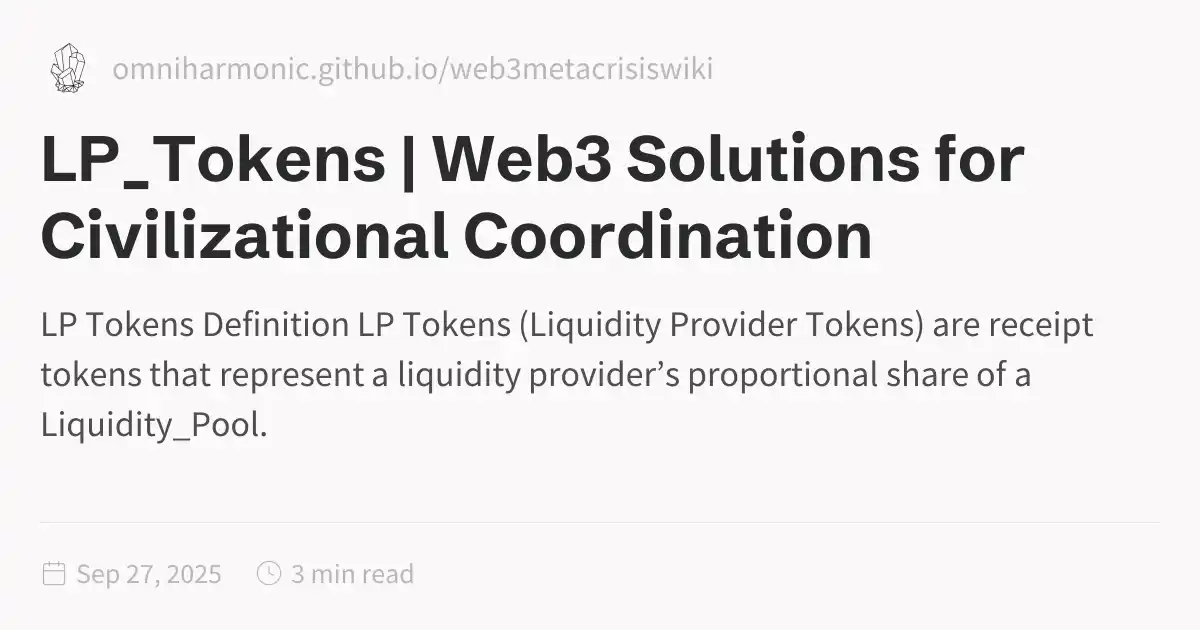 omniharmonic.github.io/web3metacrisiswiki
LP_Tokens | Web3 Solutions for
Civilizational Coordination
LP Tokens Definition LP Tokens (Liquidity Provider Tokens) are receipt
tokens that represent a liquidity provider’s proportional share of a
Liquidity_Pool.
Sep 27, 2025 3 min read